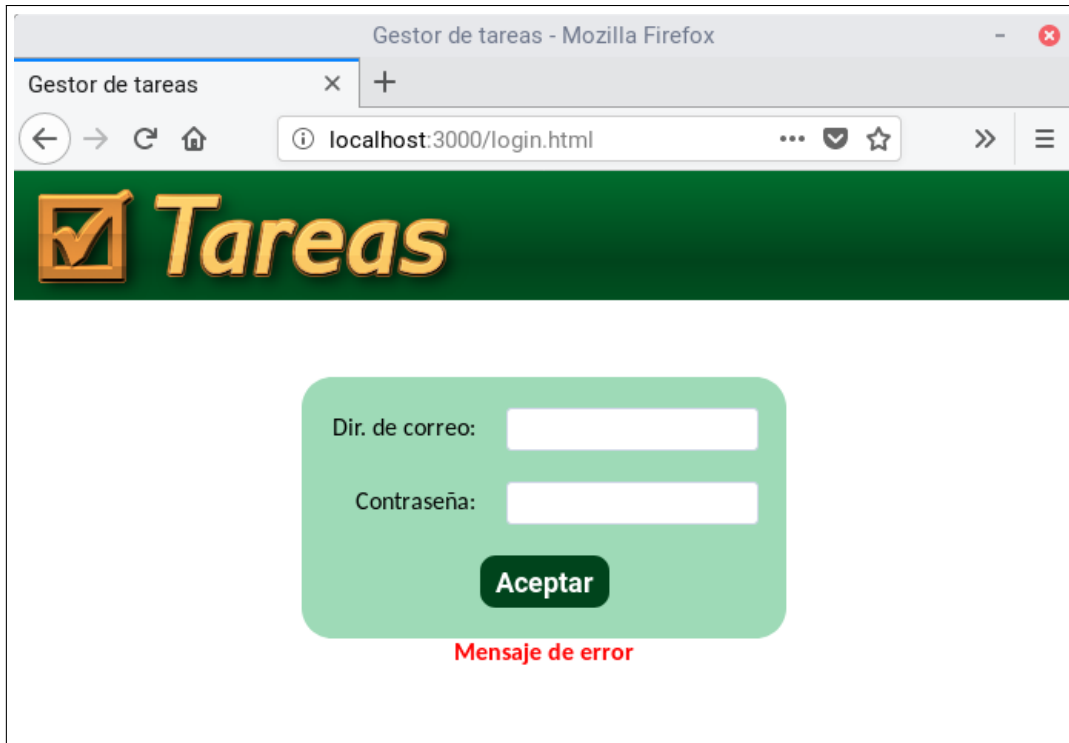 Gestor de tareas - Mozilla Firefox
Gestor de tareas
localhost:3000/login.html
Tareas
Dir. de correo:
Contraseña:
Aceptar
Mensaje de error